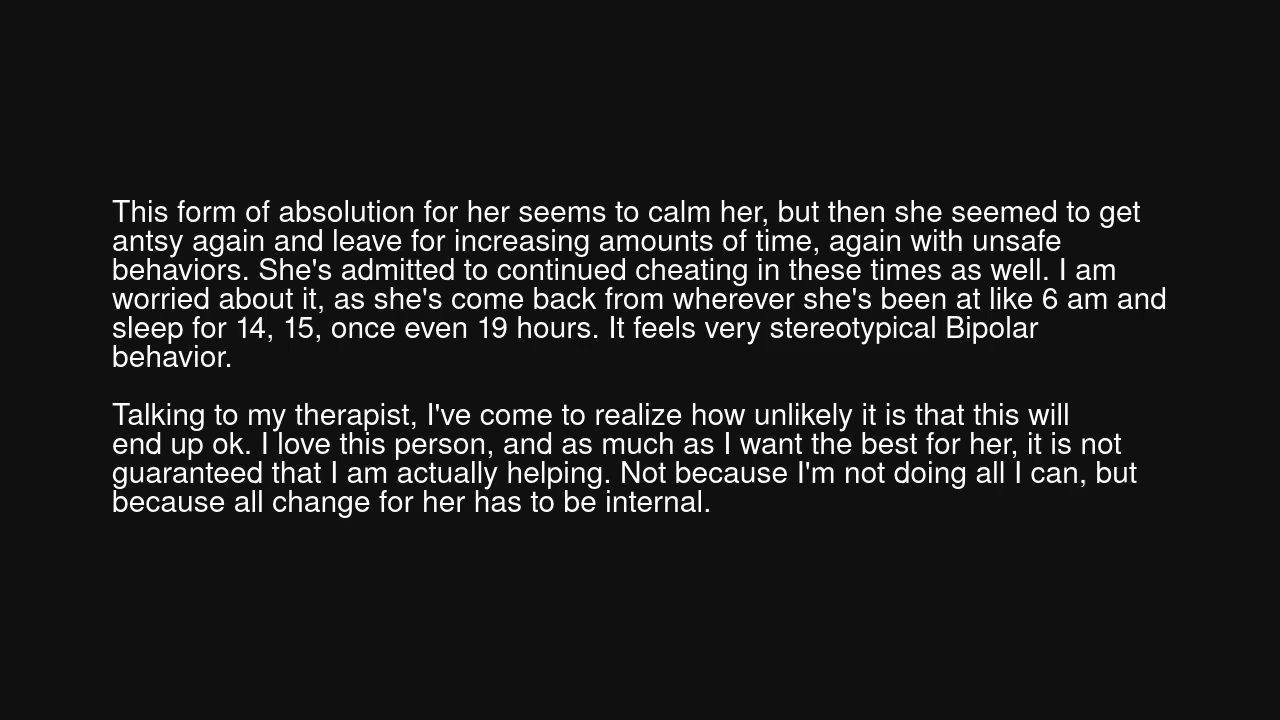 This form of absolution for her seems to calm her, but then she seemed to get
antsy again and leave for increasing amounts of time, again with unsafe
behaviors. She's admitted to continued cheating in these times as well. I am
worried about it, as she's come back from wherever she's been at like 6 am and
sleep for 14, 15, once even 19 hours. It feels very stereotypical Bipolar
behavior.

Talking to my therapist, I've come to realize how unlikely it is that this will
end up ok. I love this person, and as much as I want the best for her, it is not
guaranteed that I am actually helping. Not because I'm not doing all I can, but
because all change for her has to be internal.